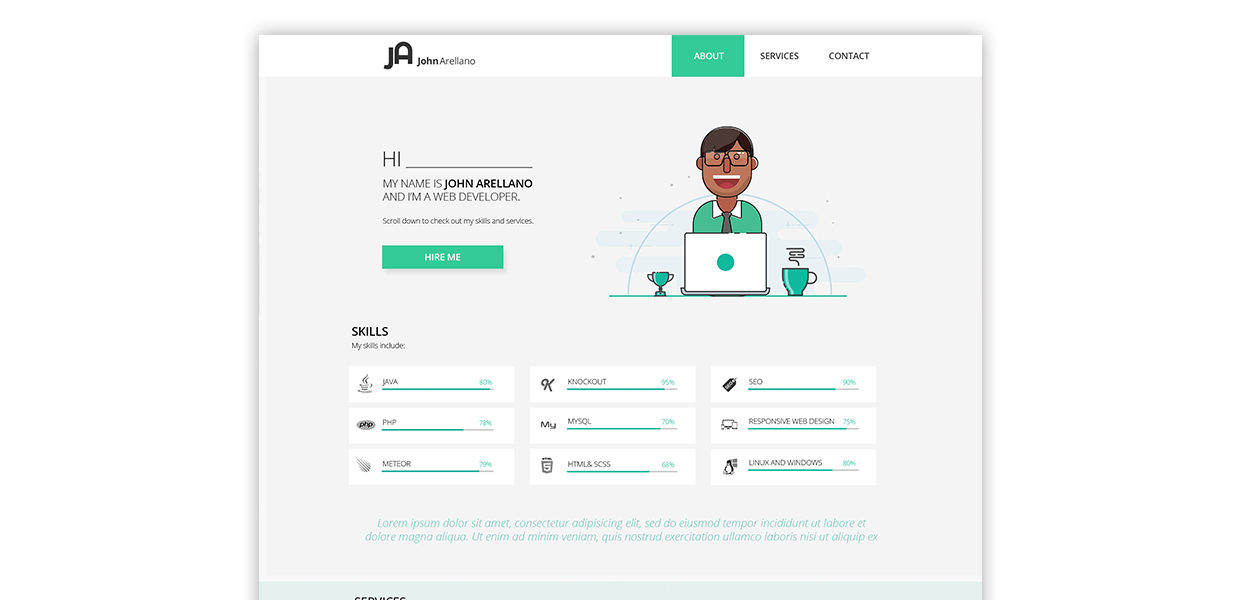 JA John Arellano
ABOUT SERVICES CONTACT
HI
MY NAME IS JOHN ARELLANO
AND I'M A WEB DEVELOPER.
Scroll down to check out my skills and services.
HIRE ME
SKILLS
My skills include:
JAVA 80%
KNOCKOUT 95%
SEO 90%
php PHP 78%
My MYSQL 70%
RESPONSIVE WEB DESIGN 75%
METEOR 79%
HTML& SCSS 68%
LINUX AND WINDOWS 80%
Lorem ipsum dolor sit amet, consectetur adipisicing elit, sed do eiusmod tempor incididunt ut labore et
dolore magna aliqua. Ut enim ad minim veniam, quis nostrud exercitation ullamco laboris nisi ut aliquip ex
SERVICES